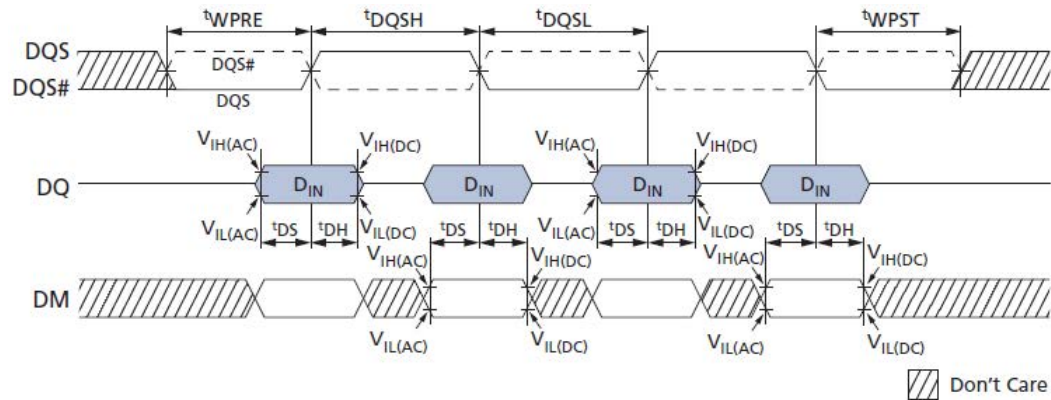 tWPRE tDQSH tDQSL tWPST
DQS
DQS#
DQS#
DQS
VIH(AC) VIH(DC) VIH(AC) VIH(DC)
DQ DIN DIN DIN DIN
VIL(AC) tDS tDH VIL(DC) tDS tDH VIL(AC) tDS tDH VIL(DC) tDS tDH
VIH(AC) VIH(DC) VIH(AC) VIH(DC)
DM
VIL(AC) VIL(DC) VIL(AC) VIL(DC)
Don't Care